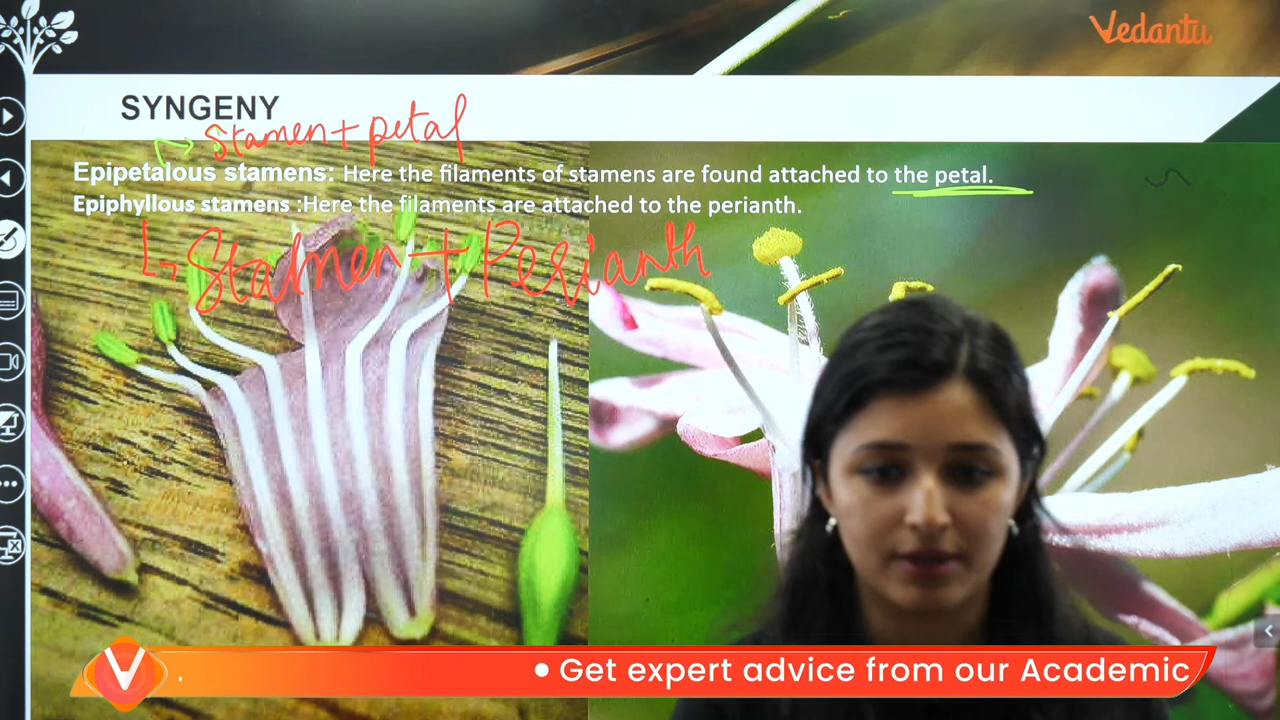 Vedantu
SYNGENY
Stamen + petal
Epipetalous stamens: Here the filaments of stamens are found attached to the petal.
Epiphyllous stamens :Here the filaments are attached to the perianth.
Stamen + Perianth
V
• Get expert advice from our Academic